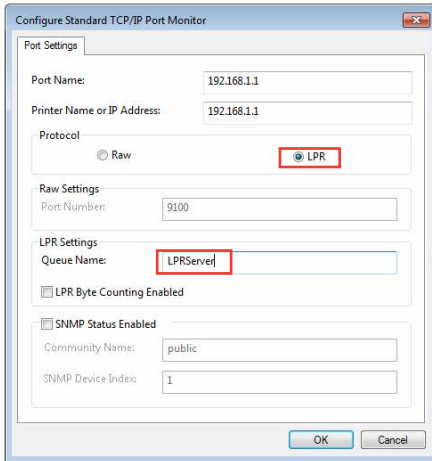 Configure Standard TCP/IP Port Monitor
Port Settings
Port Name: 192.168.1.1
Printer Name or IP Address: 192.168.1.1
Protocol
Raw LPR
Raw Settings
Port Number: 9100
LPR Settings
Queue Name: LPRServer
LPR Byte Counting Enabled
SNMP Status Enabled
Community Name: public
SNMP Device Index: 1
OK Cancel